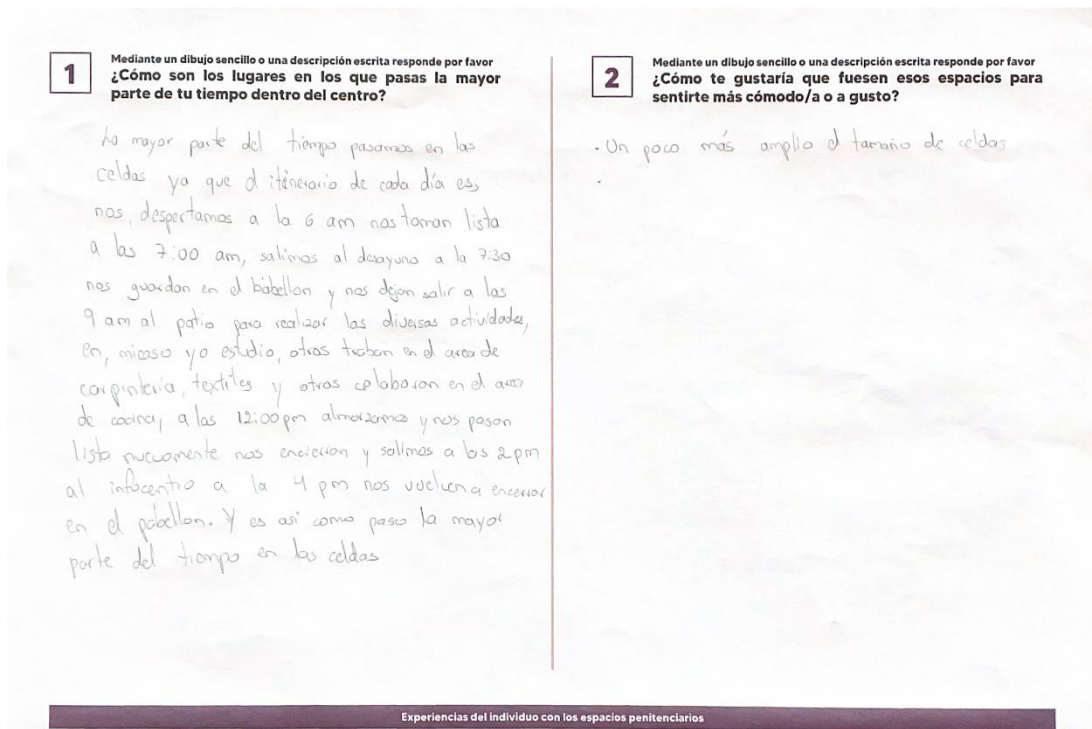 1
Mediante un dibujo sencillo o una descripción escrita responde por favor
¿Cómo son los lugares en los que pasas la mayor
parte de tu tiempo dentro del centro?
La mayor parte del tiempo pasamos en las
celdas ya que el itinerario de cada día es;
nos, despertamos a la 6 am nos toman lista
a las 7:00 am, salimos al desayuno a la 7:30
nos guardan en el babellon y nos dejan salir a las
9 am al patio para realizar las diversas actividades,
en, micaso yo estudio, otros traban en el area de
carpinteria, textiles y otras colaboran en el area
de cocina, a las 12:00 pm almorzamos y nos pasan
lista nuevamente nos encierran y salimos a las 2 pm
al infocentro a la 4 pm nos vuelven a encerrar
en el pabellon. Y es así como paso la mayor
parte del tiempo en las celdas
2
Mediante un dibujo sencillo o una descripción escrita responde por favor
¿Cómo te gustaría que fuesen esos espacios para
sentirte más cómodo/a o a gusto?
· Un poco más amplio el tamaño de celdas
·
Experiencias del individuo con los espacios penitenciarios